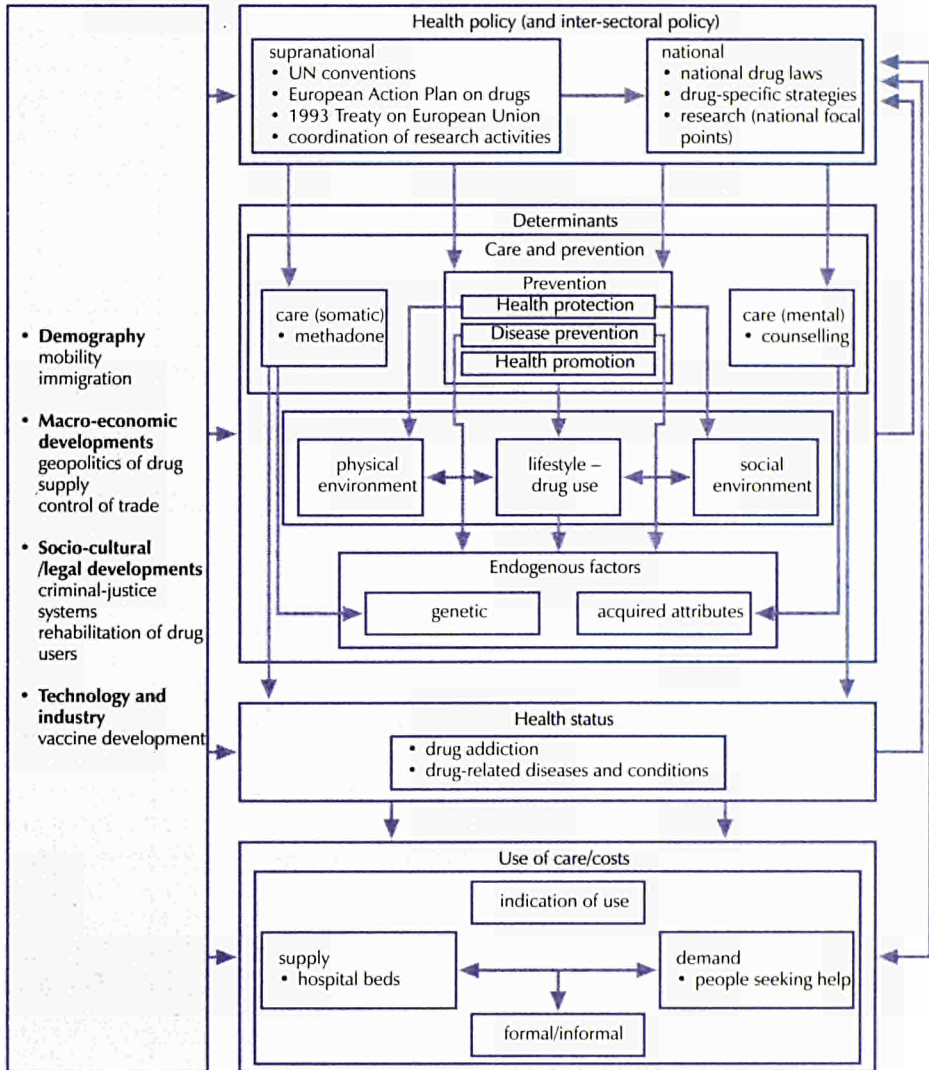 • Demography
mobility
immigration
• Macro-economic
developments
geopolitics of drug
supply
control of trade
• Socio-cultural
/legal developments
criminal-justice
systems
rehabilitation of drug
users
• Technology and
industry
vaccine development
Health policy (and inter-sectoral policy)
supranational
• UN conventions
• European Action Plan on drugs
• 1993 Treaty on European Union
• coordination of research activities
national
• national drug laws
• drug-specific strategies
• research (national focal
points)
Determinants
Care and prevention
care (somatic)
• methadone
Prevention
Health protection
Disease prevention
Health promotion
care (mental)
• counselling
physical
environment
lifestyle –
drug use
social
environment
Endogenous factors
genetic
acquired attributes
Health status
• drug addiction
• drug-related diseases and conditions
Use of care/costs
indication of use
supply
• hospital beds
demand
• people seeking help
formal/informal